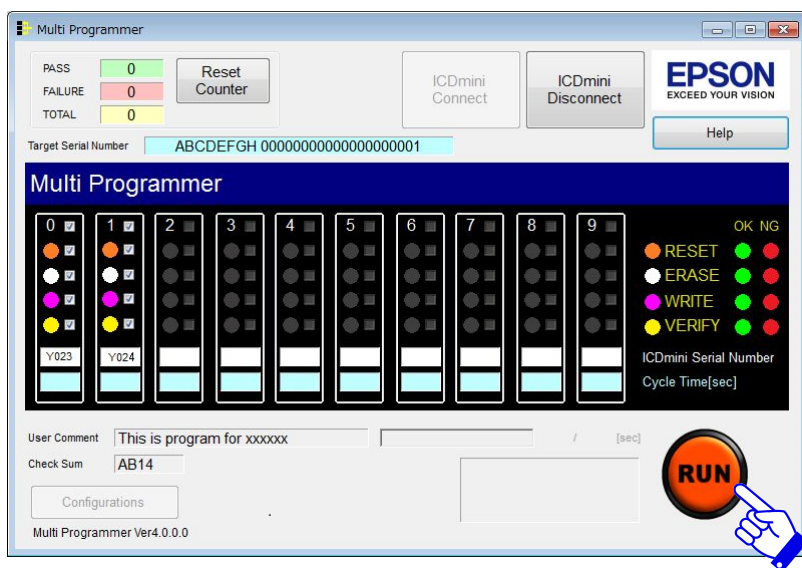 Multi Programmer
PASS 0
FAILURE 0
TOTAL 0
Reset
Counter
ICDmini
Connect
ICDmini
Disconnect
EPSON
EXCEED YOUR VISION
Help
Target Serial Number ABCDEFGH 00000000000000000001
Multi Programmer
0 1 2 3 4 5 6 7 8 9 OK NG
RESET
ERASE
WRITE
VERIFY
Y023 Y024 ICDmini Serial Number
Cycle Time[sec]
User Comment This is program for xxxxxx / [sec]
Check Sum AB14
RUN
Configurations
.
Multi Programmer Ver4.0.0.0